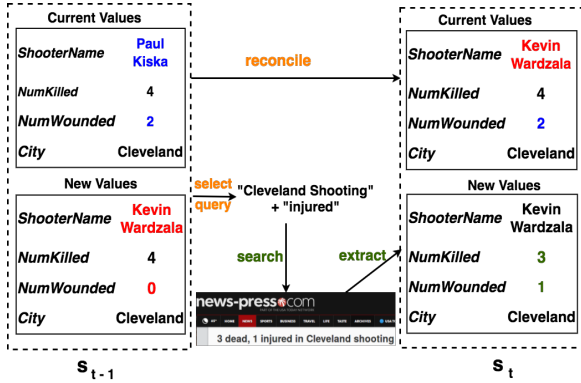 Current Values
ShooterName Paul Kiska
NumKilled 4
NumWounded 2
City Cleveland
New Values
ShooterName Kevin Wardzala
NumKilled 4
NumWounded 0
City Cleveland
S t - 1
reconcile
select
query
"Cleveland Shooting"
+ "injured"
search
extract
news-press.com
HOME NEWS SPORTS BUSINESS TRAVEL LIFE TASTE ARCHIVES USA
3 dead, 1 injured in Cleveland shooting
Current Values
ShooterName Kevin Wardzala
NumKilled 4
NumWounded 2
City Cleveland
New Values
ShooterName Kevin Wardzala
NumKilled 3
NumWounded 1
City Cleveland
S t